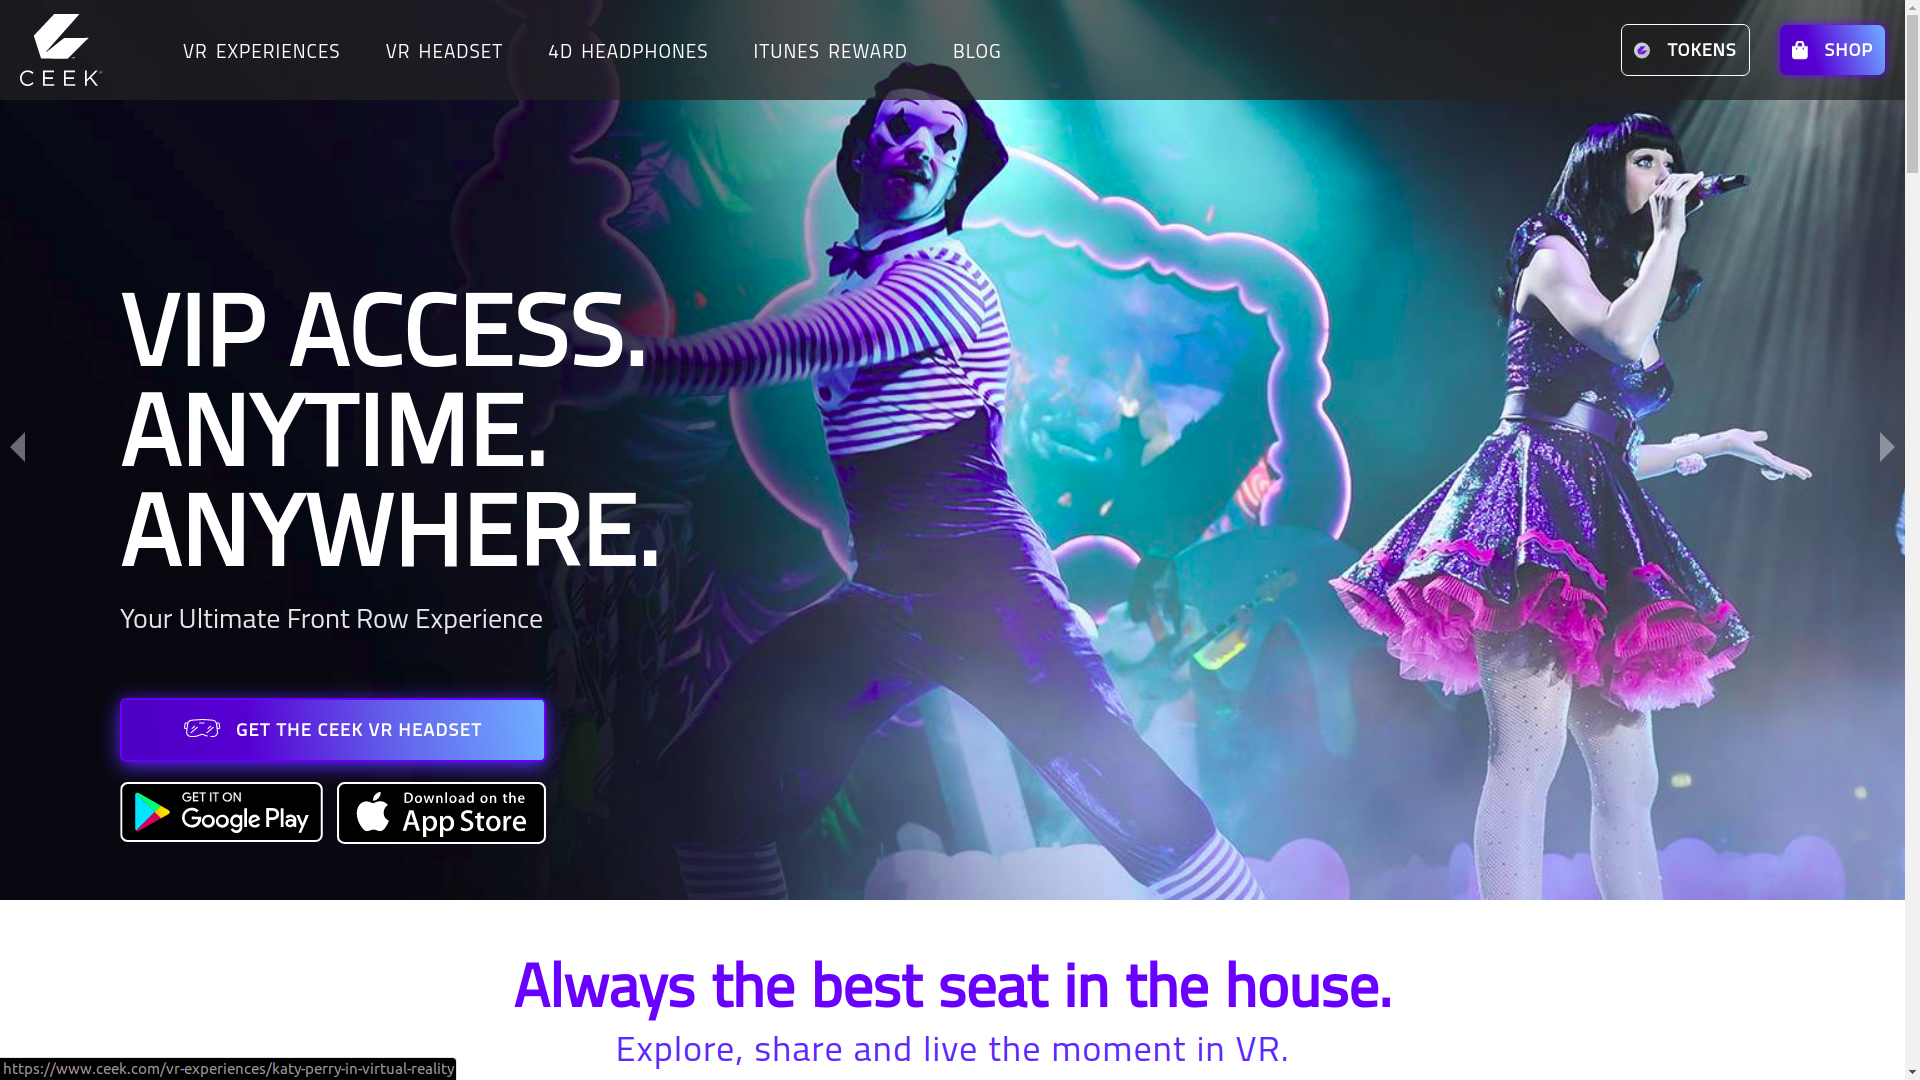 CEEK
VR EXPERIENCES
VR HEADSET
4D HEADPHONES
ITUNES REWARD
BLOG
TOKENS
SHOP
VIP ACCESS.
ANYTIME.
ANYWHERE.
Your Ultimate Front Row Experience
GET THE CEEK VR HEADSET
GET IT ON
Google Play
Download on the
App Store
Always the best seat in the house.
Explore, share and live the moment in VR.
https://www.ceek.com/vr-experiences/katy-perry-in-virtual-reality